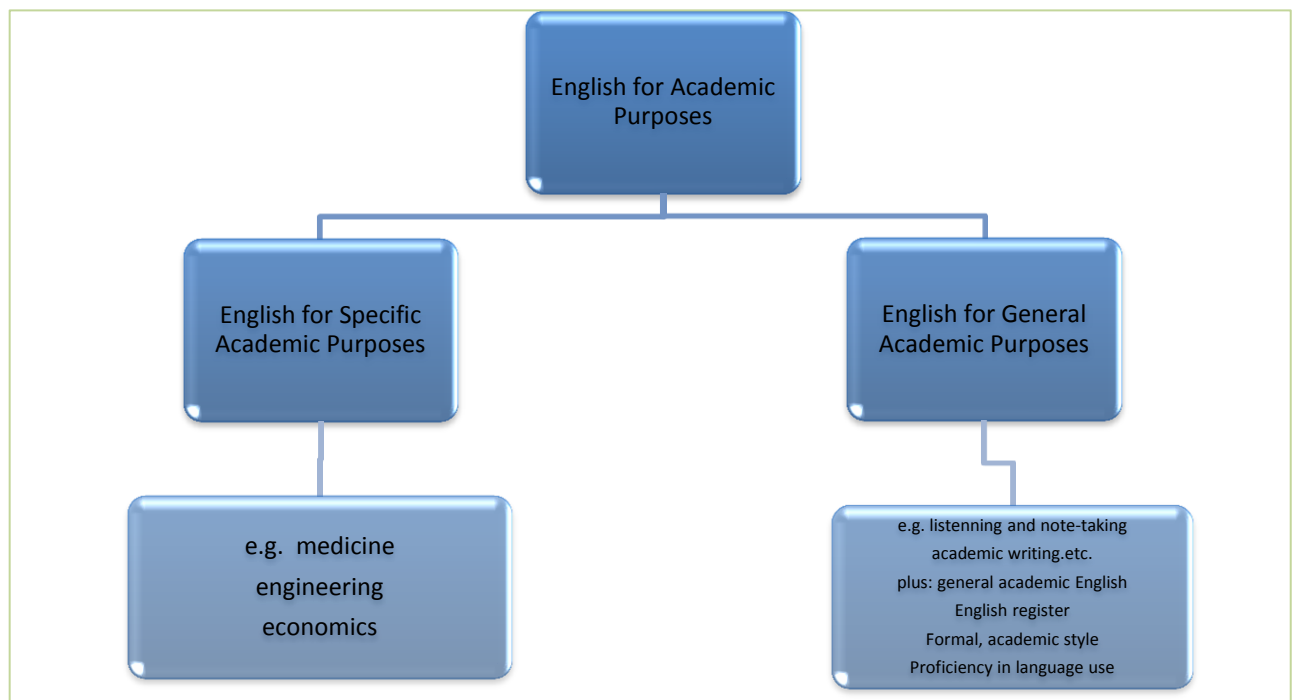 English for Academic
Purposes
English for Specific
Academic Purposes
English for General
Academic Purposes
e.g.  medicine
engineering
economics
e.g. listenning and note-taking
academic writing.etc.
plus: general academic English
English register
Formal, academic style
Proficiency in language use